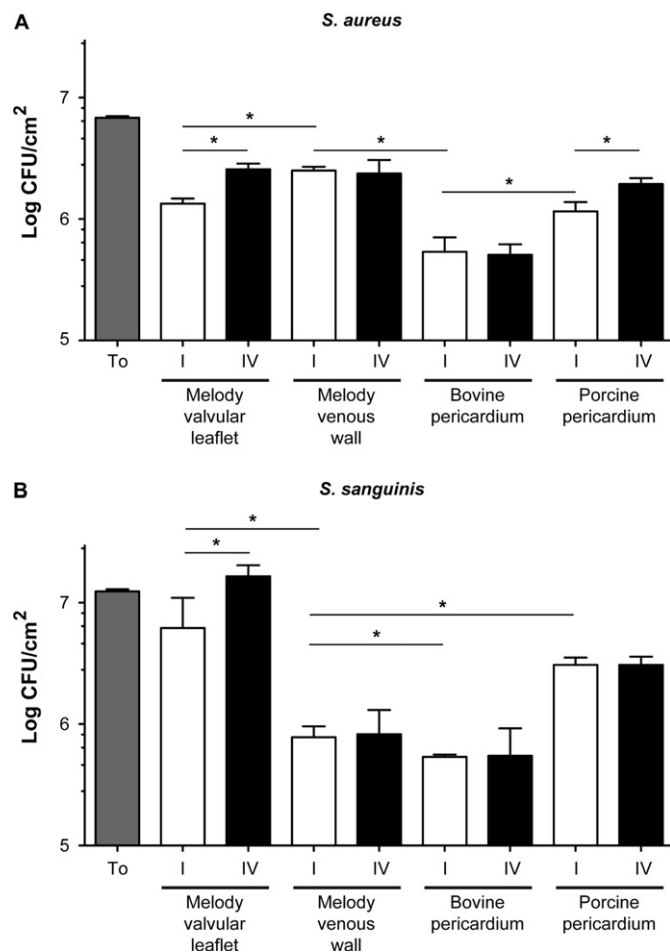 A
S. aureus
Log CFU/cm²
7
6
5
* * * * * *
To I IV I IV I IV I IV
Melody valvular leaflet
Melody venous wall
Bovine pericardium
Porcine pericardium
B
S. sanguinis
Log CFU/cm²
7
6
5
* * * *
To I IV I IV I IV I IV
Melody valvular leaflet
Melody venous wall
Bovine pericardium
Porcine pericardium